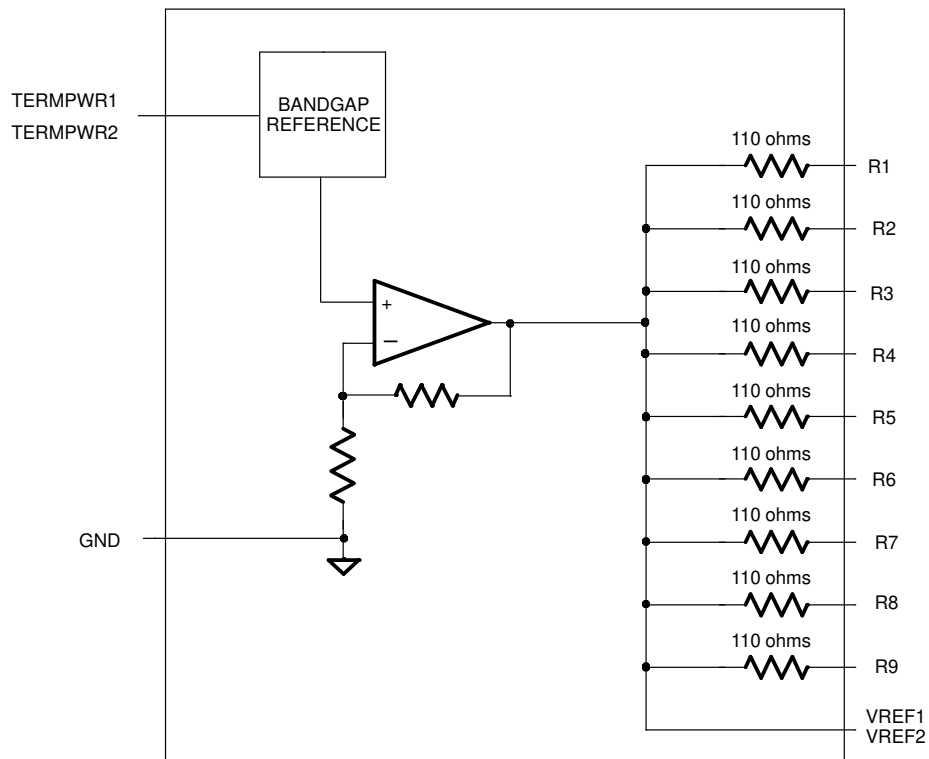 TERMPWR1
TERMPWR2
BANDGAP
REFERENCE
+
−
GND
110 ohms
R1
110 ohms
R2
110 ohms
R3
110 ohms
R4
110 ohms
R5
110 ohms
R6
110 ohms
R7
110 ohms
R8
110 ohms
R9
VREF1
VREF2